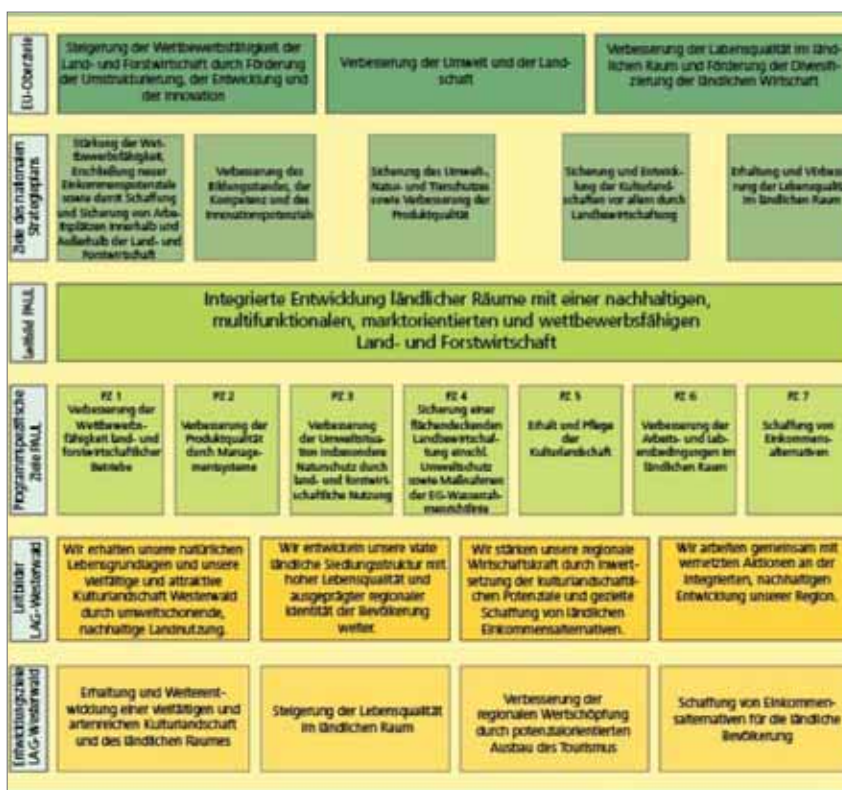 EU-Oberziele
Steigerung der Wettbewerbsfähigkeit der
Land- und Forstwirtschaft durch Förderung
der Umstrukturierung, der Entwicklung und
der Innovation
Verbesserung der Umwelt und der Land-
schaft
Verbesserung der Labensqualität im länd-
lichen Raum und Förderung der Diversifi-
zierung der ländlichen Wirtschaft
Ziele des nationalen
Strategieplans
Stärkung der Wet-
bewerbsfähigkeit,
Erschließung neuer
Einkommenspotenziale
sowie damit Schaffung
und Sicherung von Arbe-
itsplätzen innerhalb und
Außerhalb der Land- und
Forstwirtschaft
Verbesserung des
Bildungsstandes, der
Kompetenz und des
Innovationspotenzials
Sicherung des Umwelt-,
Natur- und Tierschutzes
sowie Verbesserung der
Produktqualität
Sicherung und Entwick-
lung der Kulturland-
schaften vor allem durch
Landbewirtschaftung
Erhaltung und Verbesse-
rung der Lebensqualität
im ländlichen Raum
Leitbild PAUL
Integrierte Entwicklung ländlicher Räume mit einer nachhaltigen,
multifunktionalen, marktorientierten und wettbewerbsfähigen
Land- und Forstwirtschaft
Programmspezifische
Ziele PAUL
PZ 1
Verbesserung der
Wettbewerbs-
fähigkeit land- und
forstwirtschaftlicher
Betriebe
PZ 2
Verbesserung der
Produktqualität
durch Manage-
mentsysteme
PZ 3
Verbesserung
der Umweltsitua-
tion insbesondere
Naturschutz durch
land- und forstwirt-
schaftliche Nutzung
PZ 4
Sicherung einer
flächendeckenden
Landbewirtschaf-
tung einschl.
Umweltschutz
sowie Maßnahmen
der EG-Wasserrah-
menrichtlinie
PZ 5
Erhalt und Pflege
der
Kulturlandschaft
PZ 6
Verbesserung der
Arbeits- und Leb-
ensbedingungen im
ländlichen Raum
PZ 7
Schaffung von
Einkommens-
alternativen
Leitbilder
LAG-Westerwald
Wir erhalten unsere natürlichen
Lebensgrundlagen und unsere
vielfältige und attraktive
Kulturlandschaft Westerwald
durch umweltschonende,
nachhaltige Landnutzung.
Wir entwickeln unsere vitale
ländliche Siedlungsstruktur mit
hoher Lebensqualität und
ausgeprägter regionaler
Identität der Bevölkerung
weiter.
Wir stärken unsere regionale
Wirtschaftskraft durch Inwert-
setzung der kulturlandschaftli-
chen Potenziale und gezielte
Schaffung von ländlichen
Einkommensalternativen.
Wir arbeiten gemeinsam mit
vernetzten Aktionen an der
Integrierten, nachhaltigen
Entwicklung unserer Region.
Entwicklungsziele
LAG-Westerwald
Erhaltung und Weiterent-
wicklung einer vielfältigen und
artenreichen Kulturlandschaft
und des ländlichen Raumes
Steigerung der Lebensqualität
im ländlichen Raum
Verbesserung der
regionalen Wertschöpfung
durch potenzialorientierten
Ausbau des Tourismus
Schaffung von Einkommen-
salternativen für die ländliche
Bevölkerung